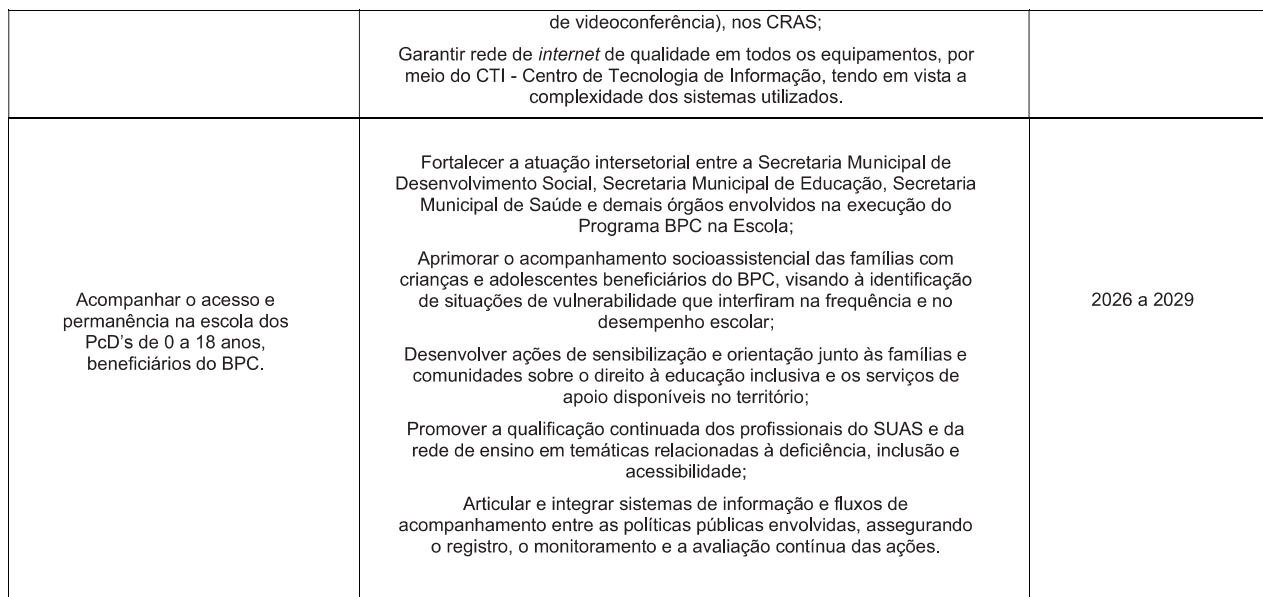 de videoconferência), nos CRAS;
Garantir rede de internet de qualidade em todos os equipamentos, por
meio do CTI - Centro de Tecnologia de Informação, tendo em vista a
complexidade dos sistemas utilizados.
Acompanhar o acesso e
permanência na escola dos
PcD's de 0 a 18 anos,
beneficiários do BPC.
Fortalecer a atuação intersetorial entre a Secretaria Municipal de
Desenvolvimento Social, Secretaria Municipal de Educação, Secretaria
Municipal de Saúde e demais órgãos envolvidos na execução do
Programa BPC na Escola;
Aprimorar o acompanhamento socioassistencial das famílias com
crianças e adolescentes beneficiários do BPC, visando à identificação
de situações de vulnerabilidade que interfiram na frequência e no
desempenho escolar;
Desenvolver ações de sensibilização e orientação junto às famílias e
comunidades sobre o direito à educação inclusiva e os serviços de
apoio disponíveis no território;
Promover a qualificação continuada dos profissionais do SUAS e da
rede de ensino em temáticas relacionadas à deficiência, inclusão e
acessibilidade;
Articular e integrar sistemas de informação e fluxos de
acompanhamento entre as políticas públicas envolvidas, assegurando
o registro, o monitoramento e a avaliação contínua das ações.
2026 a 2029